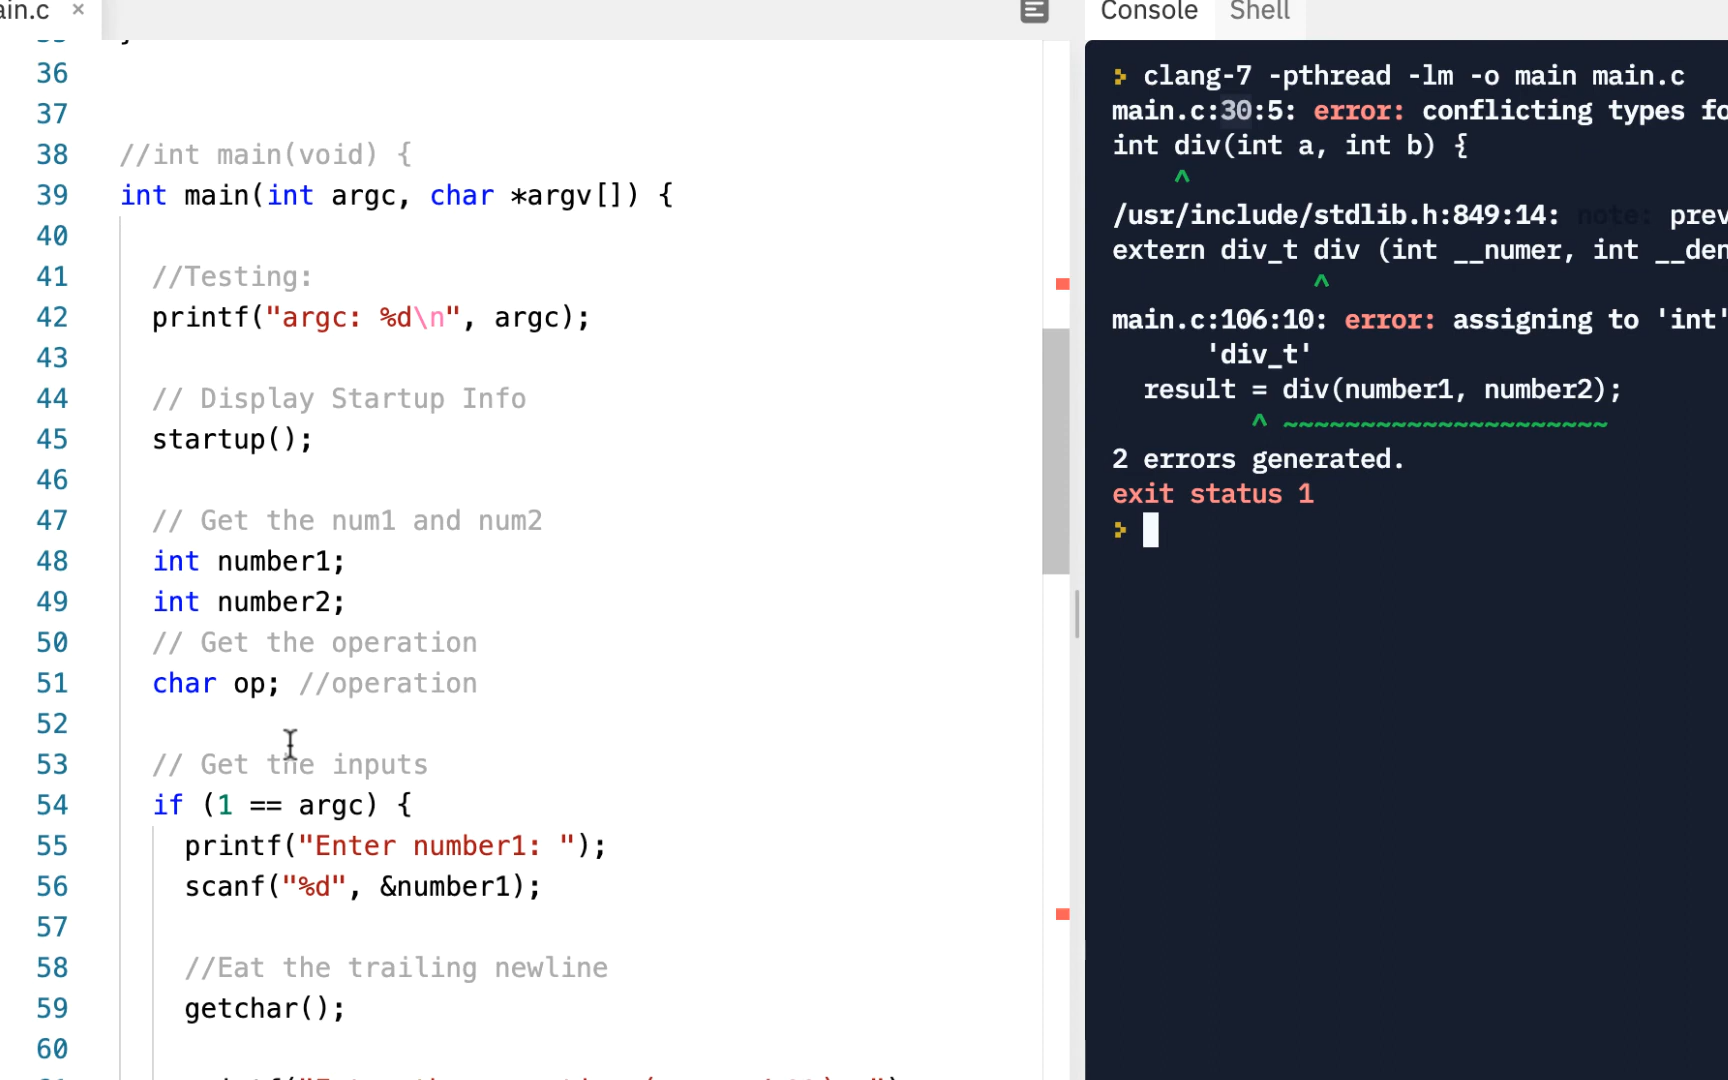 ain.c ×
36
37
38 //int main(void) {
39 int main(int argc, char *argv[]) {
40
41 //Testing:
42 printf("argc: %d\n", argc);
43
44 // Display Startup Info
45 startup();
46
47 // Get the num1 and num2
48 int number1;
49 int number2;
50 // Get the operation
51 char op; //operation
52
53 // Get the inputs
54 if (1 == argc) {
55 printf("Enter number1: ");
56 scanf("%d", &number1);
57
58 //Eat the trailing newline
59 getchar();
60
Console Shell
clang-7 -pthread -lm -o main main.c
main.c:30:5: error: conflicting types fo
int div(int a, int b) {
^
/usr/include/stdlib.h:849:14: note: prev
extern div_t div (int __numer, int __den
^
main.c:106:10: error: assigning to 'int'
'div_t'
result = div(number1, number2);
^ ~~~~~~~~~~~~~~~~~~~~~
2 errors generated.
exit status 1